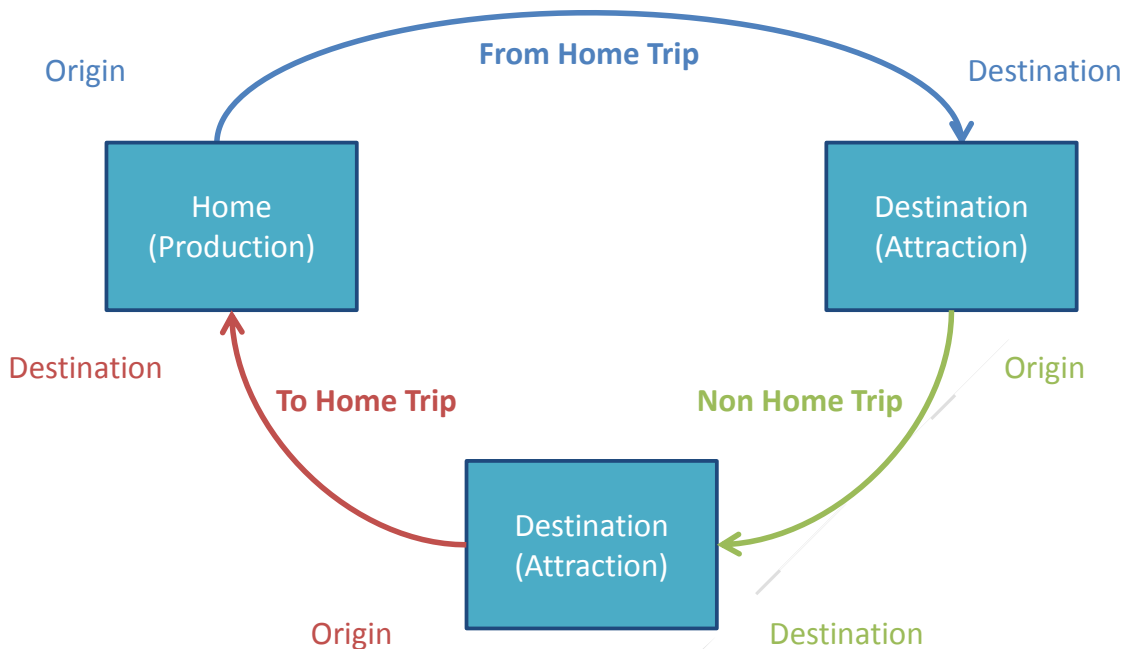 From Home Trip
Origin
Destination
Home
(Production)
Destination
(Attraction)
Destination
Origin
To Home Trip
Non Home Trip
Destination
(Attraction)
Origin
Destination